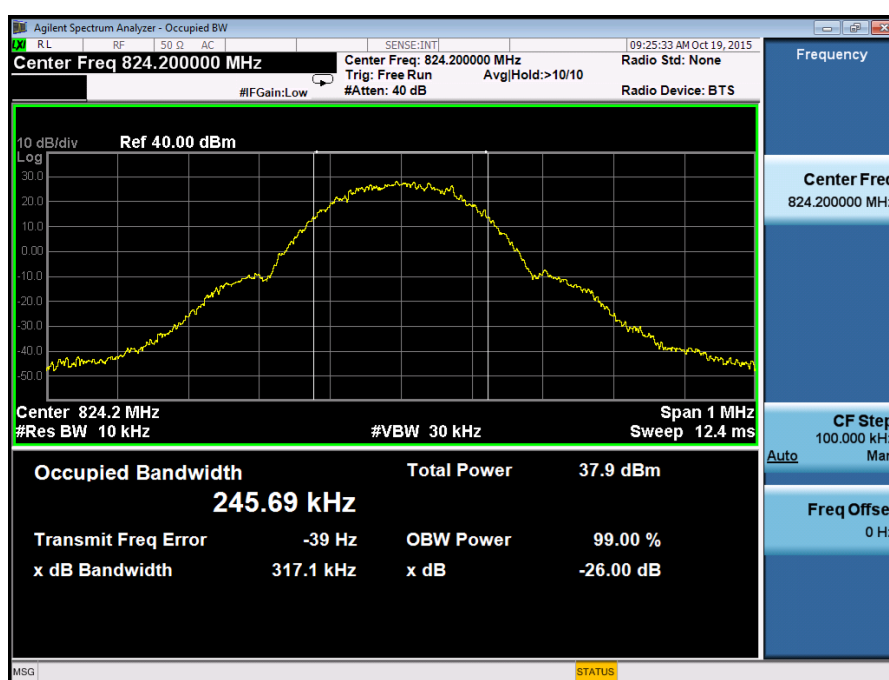 Agilent Spectrum Analyzer - Occupied BW
LXI RL RF 50 Ω AC SENSE:INT 09:25:33 AM Oct 19, 2015
Center Freq 824.200000 MHz Center Freq: 824.200000 MHz Radio Std: None Frequency
Trig: Free Run Avg|Hold:>10/10
#IFGain:Low #Atten: 40 dB Radio Device: BTS
10 dB/div Ref 40.00 dBm
Log
30.0
20.0
10.0
0.00
-10.0
-20.0
-30.0
-40.0
-50.0
Center Freq
824.200000 MHz
Center 824.2 MHz Span 1 MHz
#Res BW 10 kHz #VBW 30 kHz Sweep 12.4 ms
CF Step
100.000 kHz
Auto Man
Occupied Bandwidth Total Power 37.9 dBm
245.69 kHz
Transmit Freq Error -39 Hz OBW Power 99.00 %
x dB Bandwidth 317.1 kHz x dB -26.00 dB
Freq Offse
0 Hz
MSG STATUS